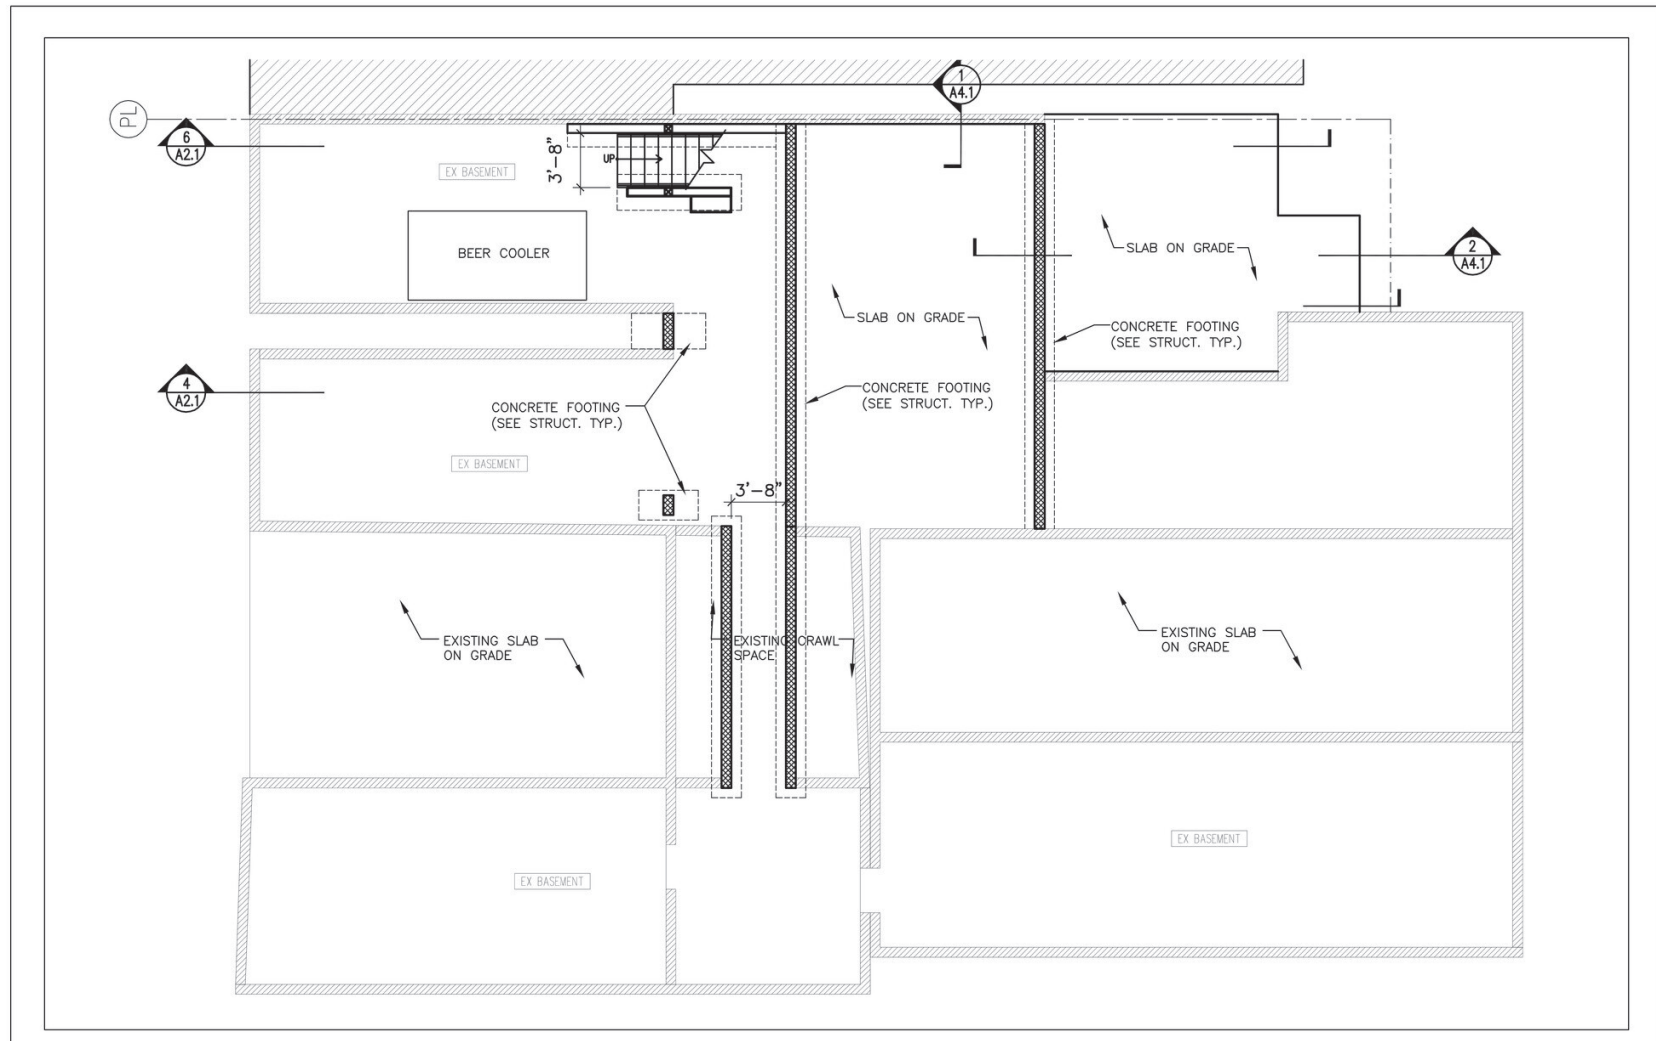 1
A4.1
PL
6
A2.1
3'-8"
UP
EX BASEMENT
BEER COOLER
SLAB ON GRADE
2
A4.1
SLAB ON GRADE
CONCRETE FOOTING
(SEE STRUCT. TYP.)
4
A2.1
CONCRETE FOOTING
(SEE STRUCT. TYP.)
CONCRETE FOOTING
(SEE STRUCT. TYP.)
EX BASEMENT
3'-8"
EXISTING SLAB
ON GRADE
EXISTING CRAWL
SPACE
EXISTING SLAB
ON GRADE
EX BASEMENT
EX BASEMENT